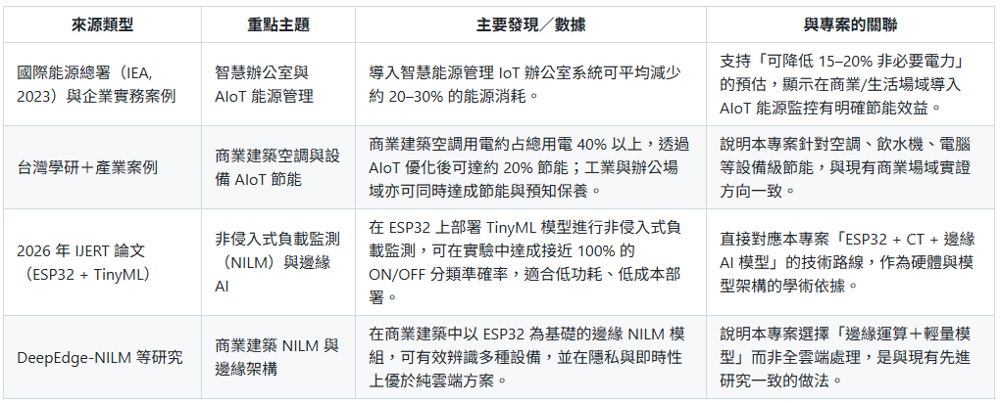 來源類型
重點主題
主要發現／數據
與專案的關聯
國際能源總署（IEA,
2023）與企業實務案例
智慧辦公室與
AIoT 能源管理
導入智慧能源管理 IoT 辦公室系統可平均減少
約 20–30% 的能源消耗。
支持「可降低 15–20% 非必要電力」
的預估，顯示在商業/生活場域導入
AIoT 能源監控有明確節能效益。
台灣學研＋產業案例
商業建築空調與設
備 AIoT 節能
商業建築空調用電約占總用電 40% 以上，透過
AIoT 優化後可達約 20% 節能；工業與辦公場
域亦可同時達成節能與預知保養。
說明本專案針對空調、飲水機、電腦
等設備級節能，與現有商業場域實證
方向一致。
2026 年 IJERT 論文
（ESP32 + TinyML）
非侵入式負載監測
（NILM）與邊緣
AI
在 ESP32 上部署 TinyML 模型進行非侵入式負
載監測，可在實驗中達成接近 100% 的
ON/OFF 分類準確率，適合低功耗、低成本部
署。
直接對應本專案「ESP32 + CT + 邊緣
AI 模型」的技術路線，作為硬體與模
型架構的學術依據。
DeepEdge-NILM 等研究
商業建築 NILM 與
邊緣架構
在商業建築中以 ESP32 為基礎的邊緣 NILM 模
組，可有效辨識多種設備，並在隱私與即時性
上優於純雲端方案。
說明本專案選擇「邊緣運算＋輕量模
型」而非全雲端處理，是與現有先進
研究一致的做法。